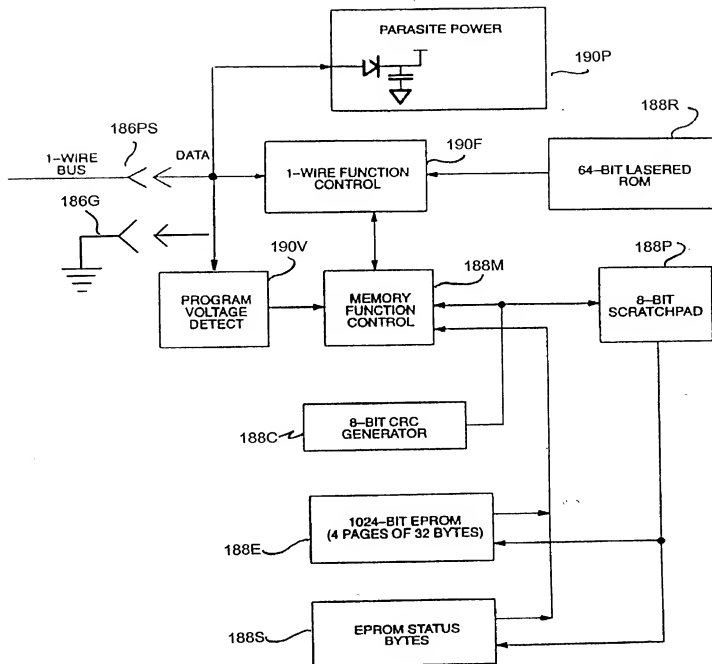 PARASITE POWER
190P
188R
186PS
1-WIRE
BUS
DATA
190F
1-WIRE FUNCTION
CONTROL
64-BIT LASERED
ROM
186G
190V
188M
188P
PROGRAM
VOLTAGE
DETECT
MEMORY
FUNCTION
CONTROL
8-BIT
SCRATCHPAD
188C
8-BIT CRC
GENERATOR
188E
1024-BIT EPROM
(4 PAGES OF 32 BYTES)
188S
EPROM STATUS
BYTES